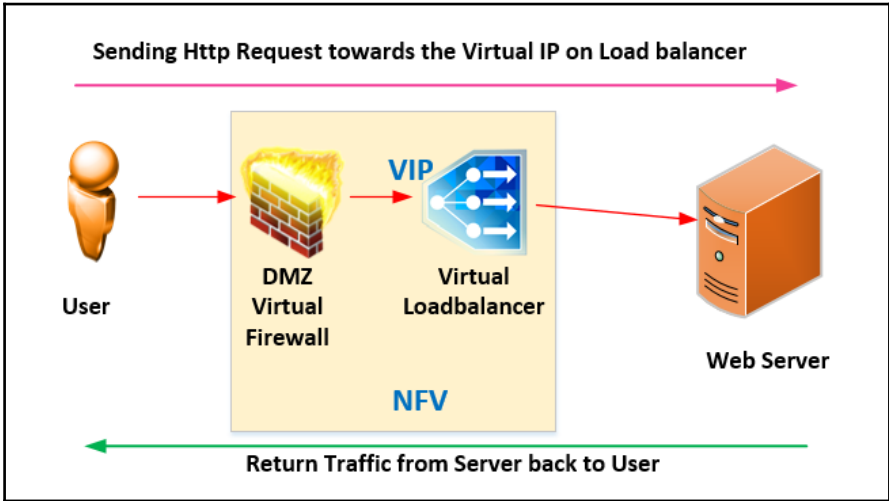 Sending Http Request towards the Virtual IP on Load balancer
VIP
DMZ
Virtual
Firewall
Virtual
Loadbalancer
User
Web Server
NFV
Return Traffic from Server back to User